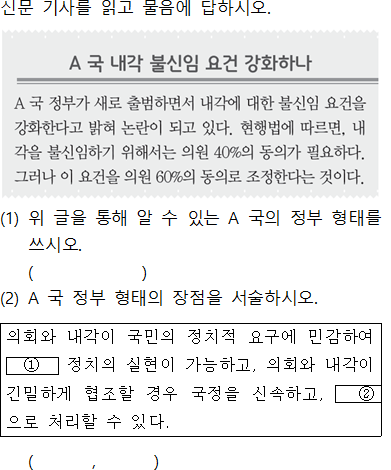 신문 기사를 읽고 물음에 답하시오.
A 국 내각 불신임 요건 강화하나
A 국 정부가 새로 출범하면서 내각에 대한 불신임 요건을
강화한다고 밝혀 논란이 되고 있다. 현행법에 따르면, 내
각을 불신임하기 위해서는 의원 40%의 동의가 필요하다.
그러나 이 요건을 의원 60%의 동의로 조정한다는 것이다.
(1) 위 글을 통해 알 수 있는 A 국의 정부 형태를
쓰시오.
( )
(2) A 국 정부 형태의 장점을 서술하시오.
의회와 내각이 국민의 정치적 요구에 민감하여
① 정치의 실현이 가능하고, 의회와 내각이
긴밀하게 협조할 경우 국정을 신속하고, ②
으로 처리할 수 있다.
( , )